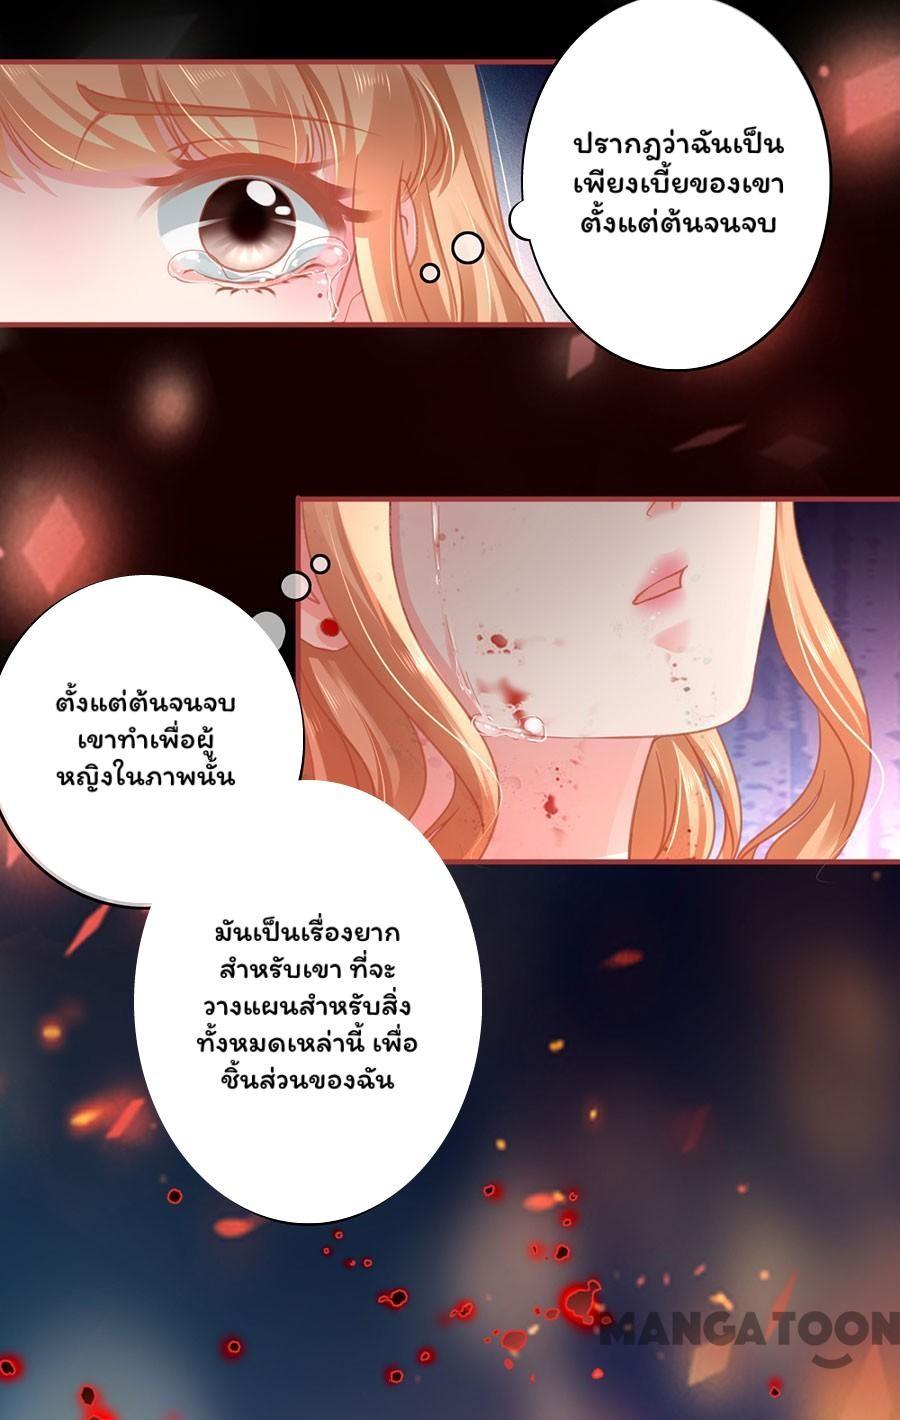 ปรากฏว่าฉันเป็น
เพียงเบี้ยของเขา
ตั้งแต่ต้นจนจบ
ตั้งแต่ต้นจนจบ
เขาทำเพื่อผู้
หญิงในภาพนั้น
มันเป็นเรื่องยาก
สำหรับเขา ที่จะ
วางแผนสำหรับสิ่ง
ทั้งหมดเหล่านี้ เพื่อ
ชิ้นส่วนของฉัน
MANGATOON